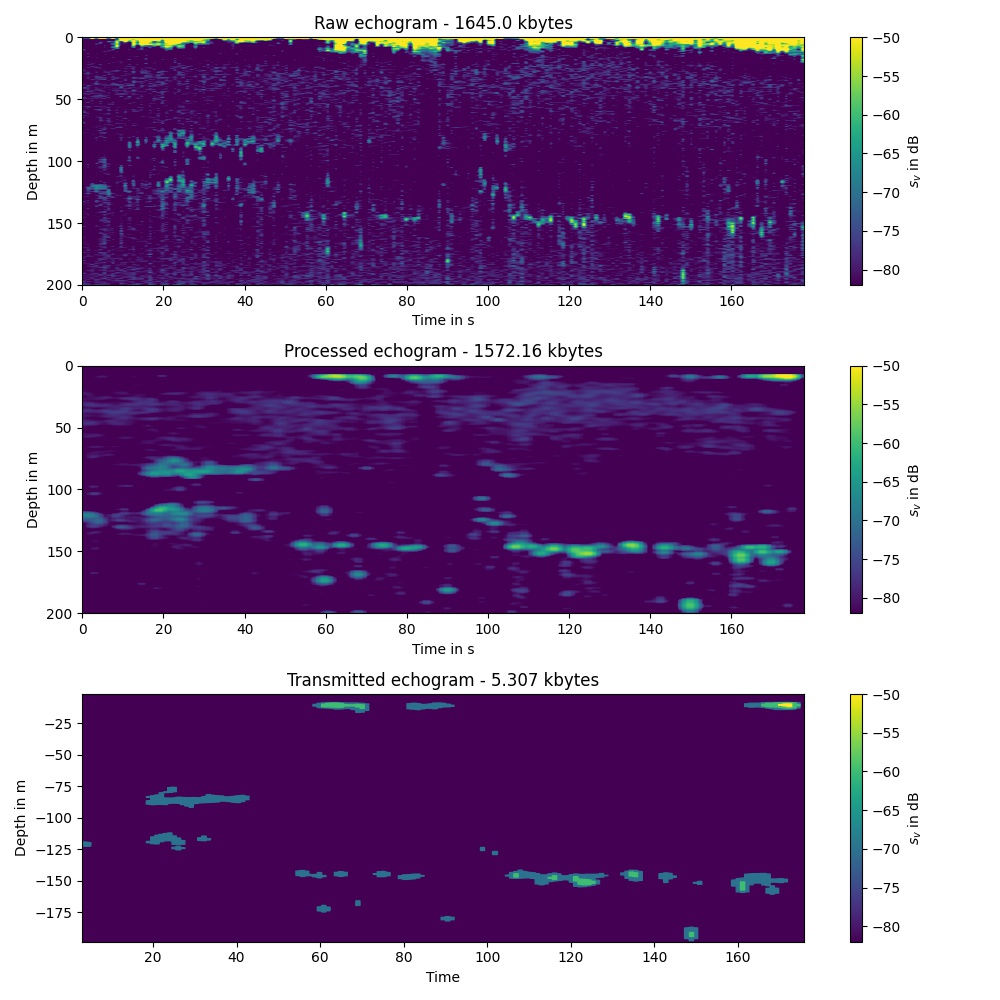 Raw echogram - 1645.0 kbytes
0
50
100
150
200
Depth in m
0 20 40 60 80 100 120 140 160
Time in s
−50
−55
−60
−65
−70
−75
−80
sv in dB
Processed echogram - 1572.16 kbytes
0
50
100
150
200
Depth in m
0 20 40 60 80 100 120 140 160
Time in s
−50
−55
−60
−65
−70
−75
−80
sv in dB
Transmitted echogram - 5.307 kbytes
−25
−50
−75
−100
−125
−150
−175
Depth in m
20 40 60 80 100 120 140 160
Time
−50
−55
−60
−65
−70
−75
−80
sv in dB